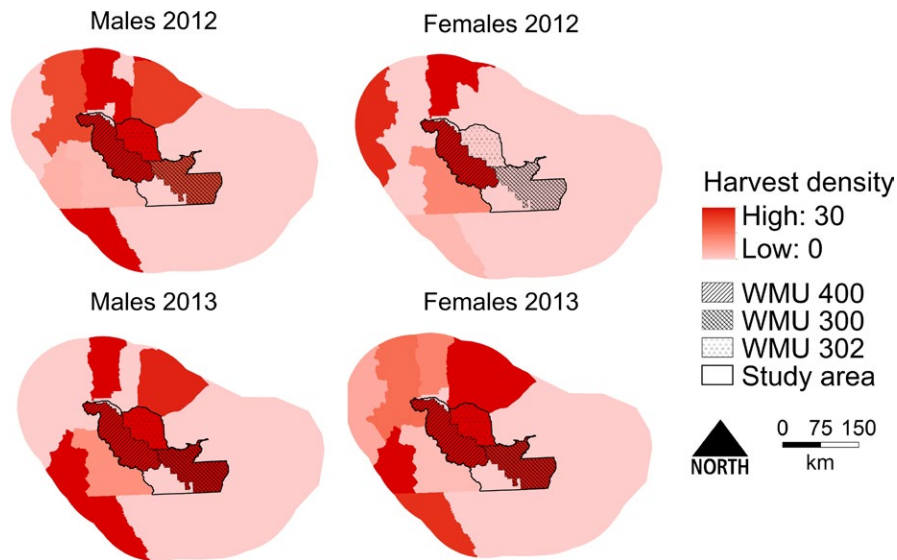 Males 2012
Females 2012
Males 2013
Females 2013
Harvest density
High: 30
Low: 0
WMU 400
WMU 300
WMU 302
Study area
NORTH
0 75 150
km